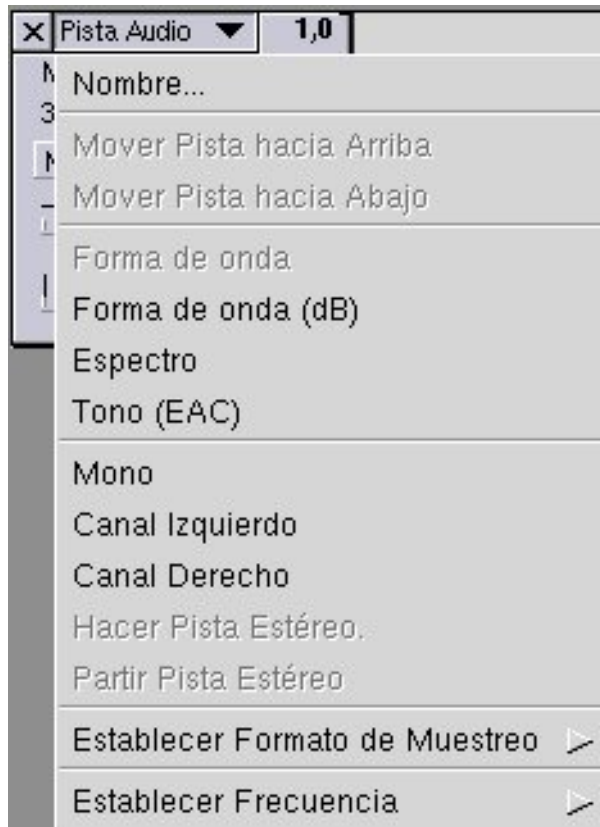 Pista Audio 1,0
Nombre...
Mover Pista hacia Arriba
Mover Pista hacia Abajo
Forma de onda
Forma de onda (dB)
Espectro
Tono (EAC)
Mono
Canal Izquierdo
Canal Derecho
Hacer Pista Estéreo.
Partir Pista Estéreo
Establecer Formato de Muestreo
Establecer Frecuencia